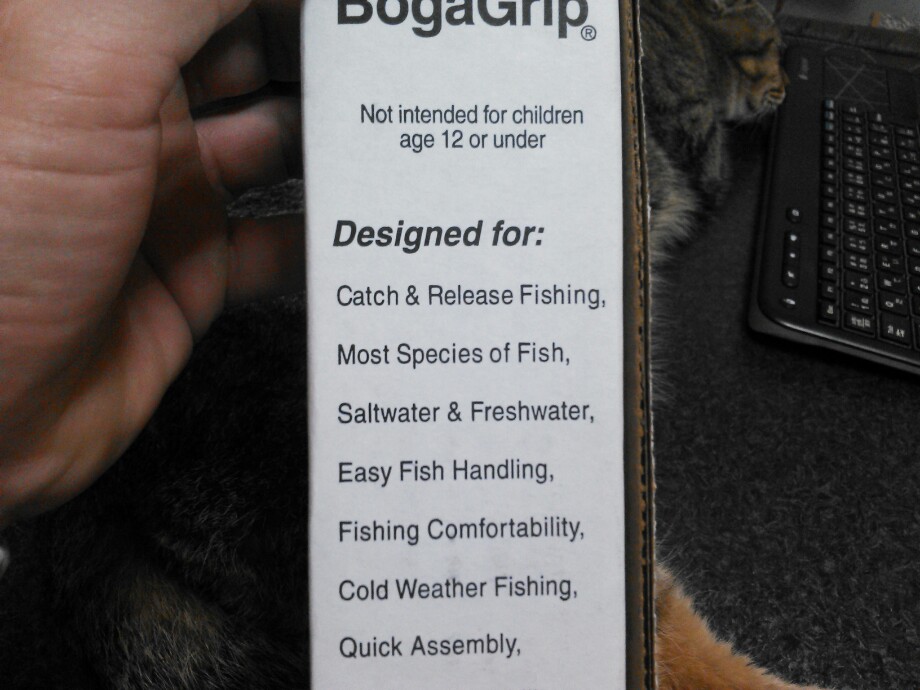 BogaGrip®
Not intended for children
age 12 or under
Designed for:
Catch & Release Fishing,
Most Species of Fish,
Saltwater & Freshwater,
Easy Fish Handling,
Fishing Comfortability,
Cold Weather Fishing,
Quick Assembly,